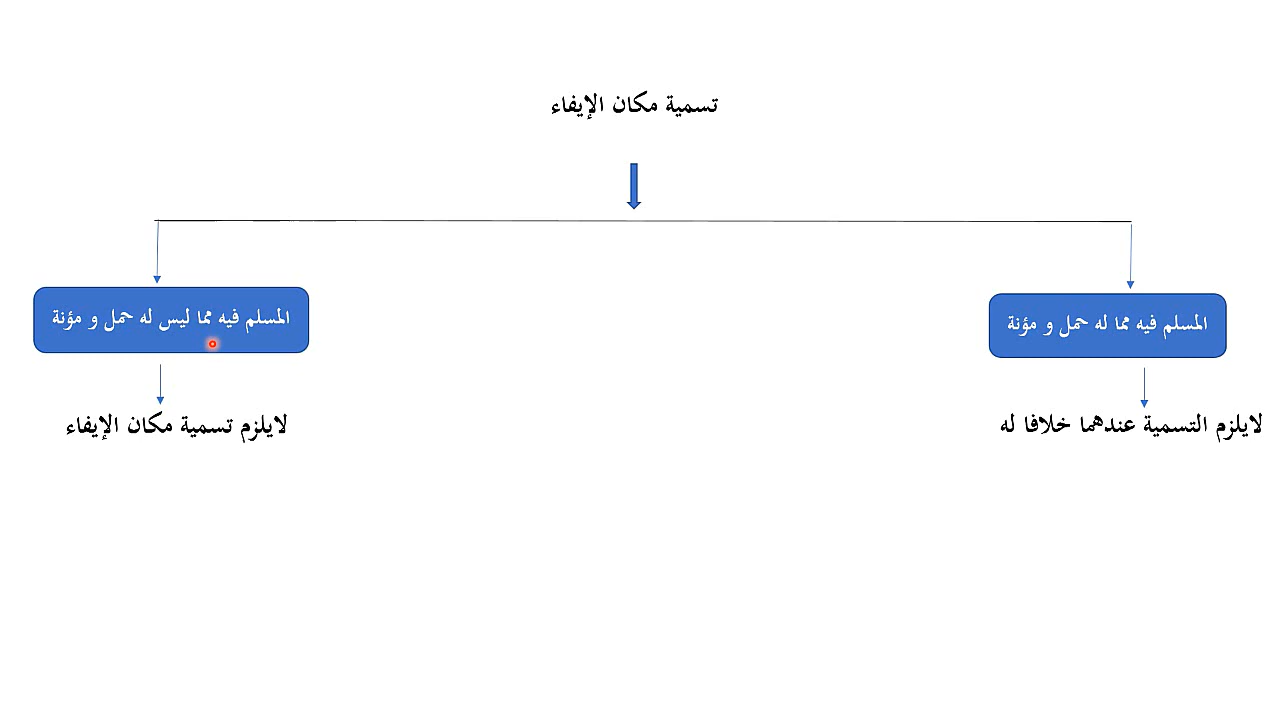 تسمية مكان الإيفاء
المسلم فيه مما له حمل و مؤنة
لايلزم التسمية عندهما خلافا له
المسلم فيه مما ليس له حمل و مؤنة
لايلزم تسمية مكان الإيفاء